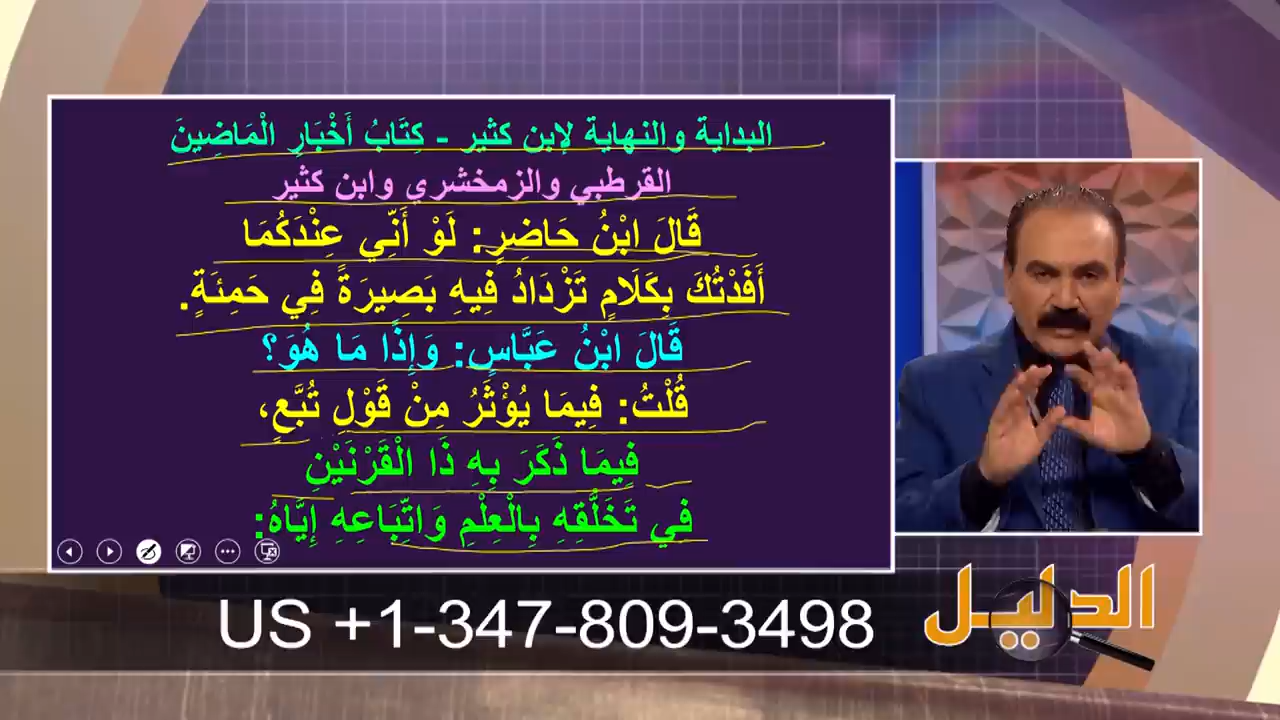 البداية والنهاية لإبن كثير - كِتَابُ أَخْبَارِ الْمَاضِينَ
القرطبي والزمخشري وابن كثير
قَالَ ابْنُ حَاضِرٍ: لَوْ أَنِّي عِنْدَكُمَا
أَفَدْتُكَ بِكَلَامٍ تَزْدَادُ فِيهِ بَصِيرَةً فِي حَمِئَةٍ.
قَالَ ابْنُ عَبَّاسٍ: وَإِذًا مَا هُوَ؟
قُلْتُ: فِيمَا يُؤْثَرُ مِنْ قَوْلِ تُبَّعٍ،
فِيمَا ذَكَرَ بِهِ ذَا الْقَرْنَيْنِ
فِي تَخَلُّقِهِ بِالْعِلْمِ وَاتِّبَاعِهِ إِيَّاهُ:
US +1-347-809-3498
الدليل